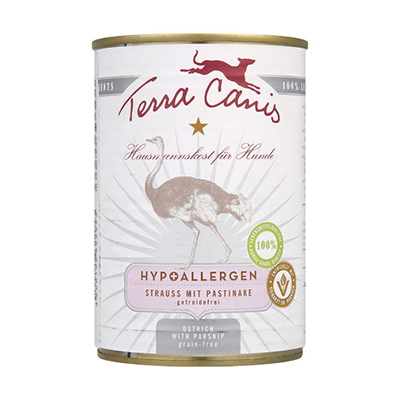 Terra Canis
Hausmannskost für Hunde
100%
HYPOALLERGEN
STRAUSS MIT PASTINAKE
getreidefrei
OSTRICH
WITH PARSNIP
grain-free